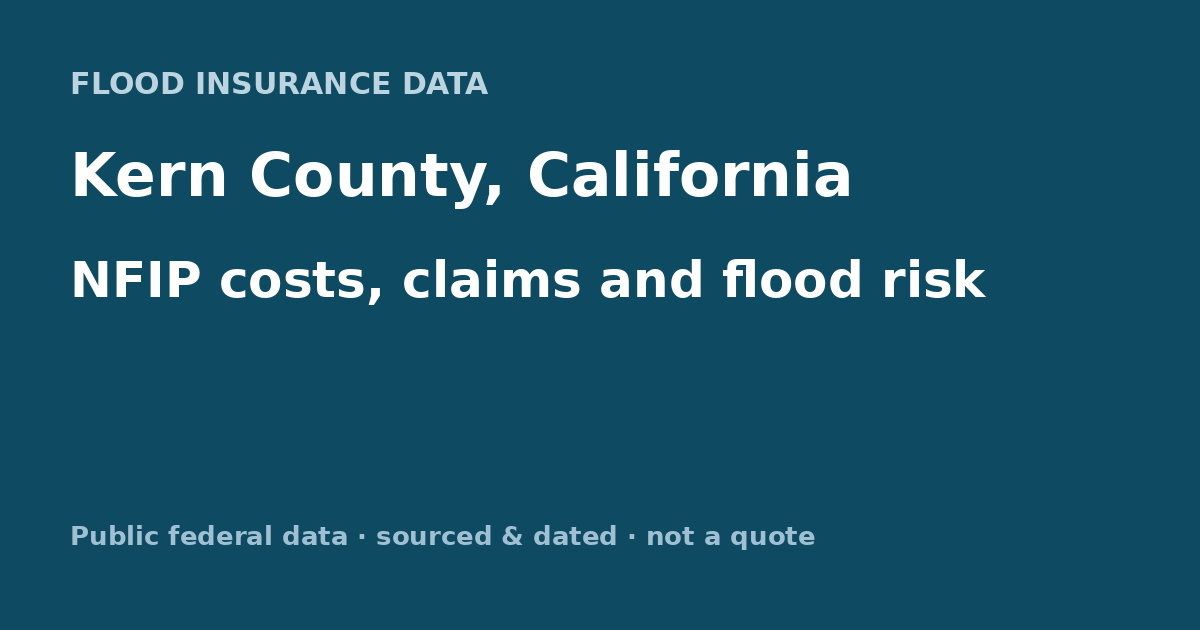 FLOOD INSURANCE DATA
Kern County, California
NFIP costs, claims and flood risk
Public federal data · sourced & dated · not a quote